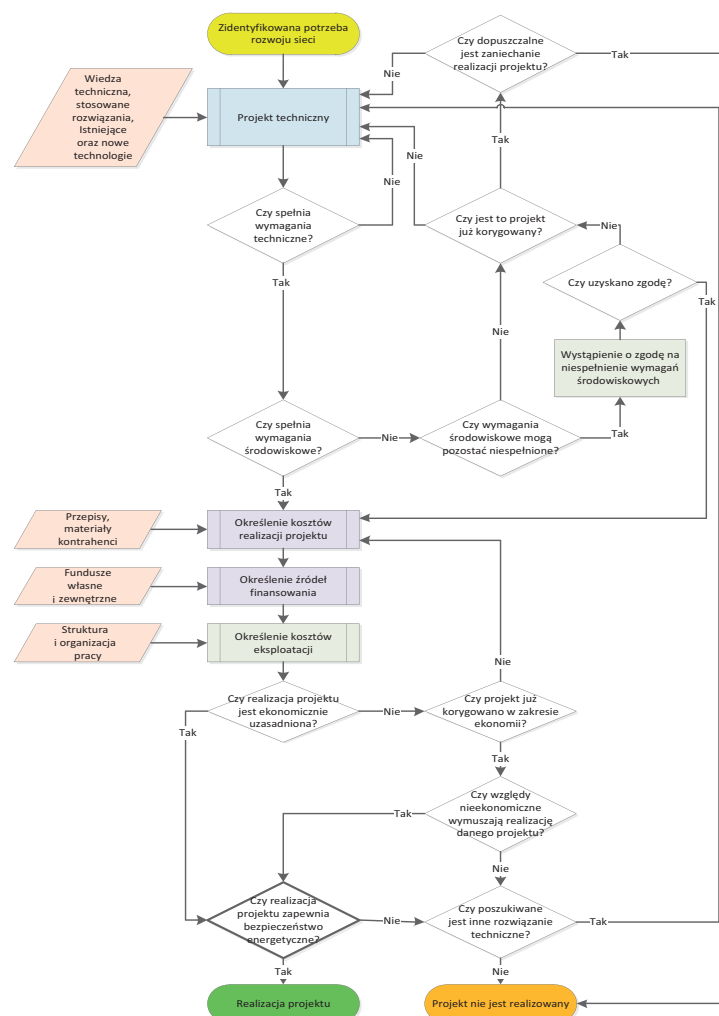 Zidentyfikowana potrzeba
rozwoju sieci
Czy dopuszczalne
jest zaniechanie
realizacji projektu?
Tak
Nie
Wiedza
techniczna,
stosowane
rozwiązania,
Istniejące
oraz nowe
technologie
Projekt techniczny
Tak
Nie
Nie
Czy spełnia
wymagania
techniczne?
Czy jest to projekt
już korygowany?
Nie
Tak
Czy uzyskano zgodę?
Tak
Nie
Wystąpienie o zgodę na
niespełnienie wymagań
środowiskowych
Czy spełnia
wymagania
środowiskowe?
Nie
Czy wymagania
środowiskowe mogą
pozostać niespełnione?
Tak
Tak
Przepisy,
materiały
kontrahenci
Określenie kosztów
realizacji projektu
Fundusze
własne
i zewnętrzne
Określenie źródeł
finansowania
Struktura
i organizacja
pracy
Określenie kosztów
eksploatacji
Nie
Czy realizacja projektu
jest ekonomicznie
uzasadniona?
Nie
Czy projekt już
korygowano w zakresie
ekonomii?
Tak
Tak
Czy względy
nieekonomiczne
wymuszają realizację
danego projektu?
Tak
Nie
Czy realizacja
projektu zapewnia
bezpieczeństwo
energetyczne?
Nie
Czy poszukiwane
jest inne rozwiązanie
techniczne?
Tak
Tak
Nie
Realizacja projektu
Projekt nie jest realizowany